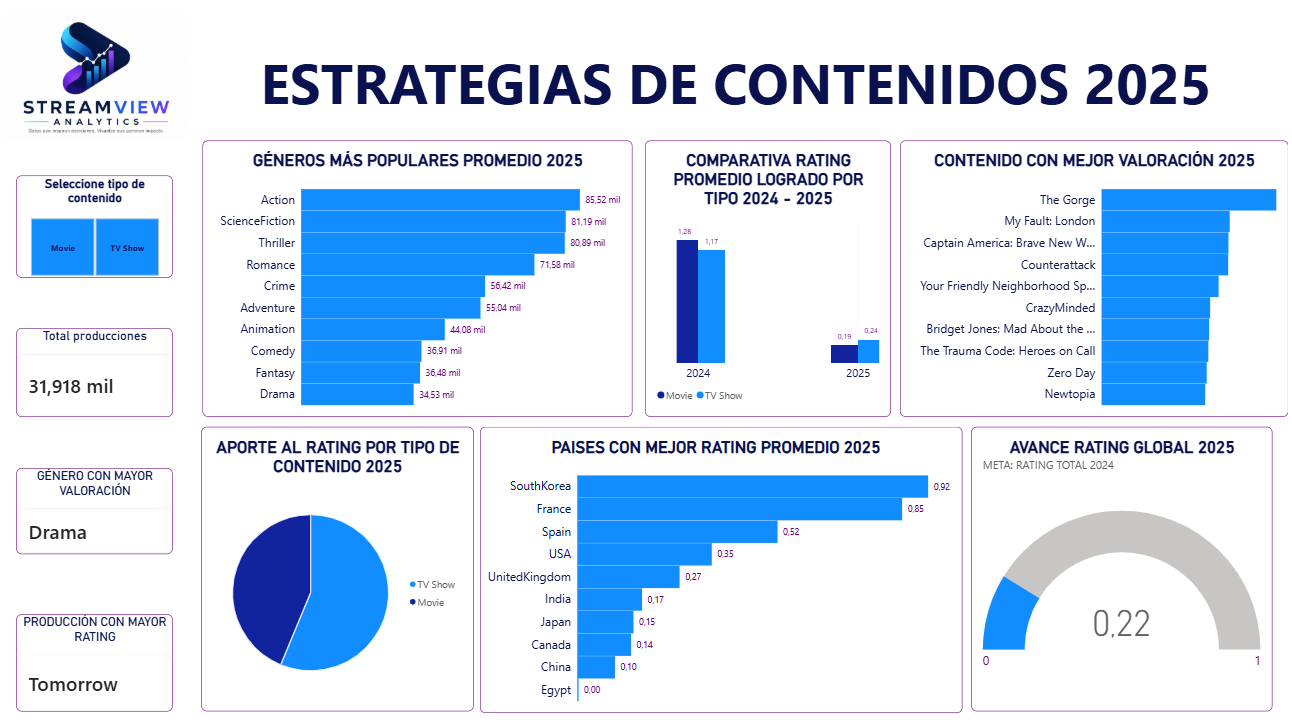 STREAMVIEW
ANALYTICS
Datos que inspiran decisiones. Visuales que generan impacto.
ESTRATEGIAS DE CONTENIDOS 2025
Seleccione tipo de
contenido
Movie
TV Show
Total producciones
31,918 mil
GÉNERO CON MAYOR
VALORACIÓN
Drama
PRODUCCIÓN CON MAYOR
RATING
Tomorrow
GÉNEROS MÁS POPULARES PROMEDIO 2025
Action 85,52 mil
ScienceFiction 81,19 mil
Thriller 80,89 mil
Romance 71,58 mil
Crime 56,42 mil
Adventure 55,04 mil
Animation 44,08 mil
Comedy 36,91 mil
Fantasy 36,48 mil
Drama 34,53 mil
COMPARATIVA RATING
PROMEDIO LOGRADO POR
TIPO 2024 - 2025
1,28
1,17
0,19
0,24
2024
2025
Movie TV Show
CONTENIDO CON MEJOR VALORACIÓN 2025
The Gorge
My Fault: London
Captain America: Brave New W...
Counterattack
Your Friendly Neighborhood Sp...
CrazyMinded
Bridget Jones: Mad About the ...
The Trauma Code: Heroes on Call
Zero Day
Newtopia
APORTE AL RATING POR TIPO DE
CONTENIDO 2025
TV Show
Movie
PAISES CON MEJOR RATING PROMEDIO 2025
SouthKorea 0,92
France 0,85
Spain 0,52
USA 0,35
UnitedKingdom 0,27
India 0,17
Japan 0,15
Canada 0,14
China 0,10
Egypt 0,00
AVANCE RATING GLOBAL 2025
META: RATING TOTAL 2024
0,22
0
1